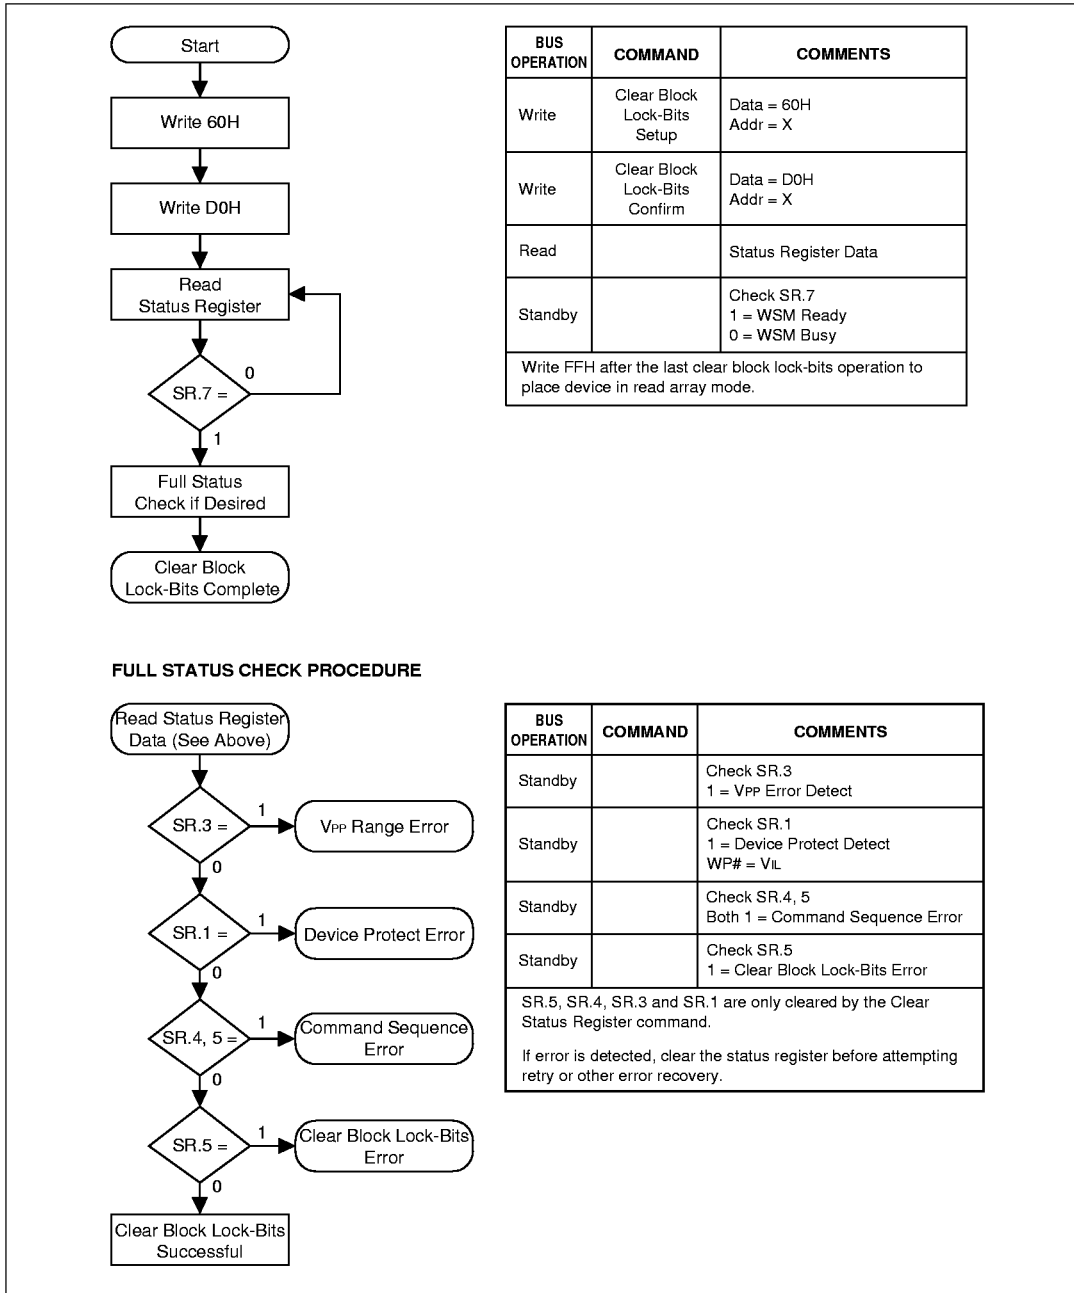 Start
Write 60H
Write D0H
Read
Status Register
SR.7 =
0
1
Full Status
Check if Desired
Clear Block
Lock-Bits Complete
BUS
OPERATION
COMMAND
COMMENTS
Write
Clear Block
Lock-Bits
Setup
Data = 60H
Addr = X
Write
Clear Block
Lock-Bits
Confirm
Data = D0H
Addr = X
Read
Status Register Data
Standby
Check SR.7
1 = WSM Ready
0 = WSM Busy
Write FFH after the last clear block lock-bits operation to
place device in read array mode.
FULL STATUS CHECK PROCEDURE
Read Status Register
Data (See Above)
SR.3 =
1
VPP Range Error
0
SR.1 =
1
Device Protect Error
0
SR.4, 5 =
1
Command Sequence
Error
0
SR.5 =
1
Clear Block Lock-Bits
Error
0
Clear Block Lock-Bits
Successful
BUS
OPERATION
COMMAND
COMMENTS
Standby
Check SR.3
1 = VPP Error Detect
Standby
Check SR.1
1 = Device Protect Detect
WP# = VIL
Standby
Check SR.4, 5
Both 1 = Command Sequence Error
Standby
Check SR.5
1 = Clear Block Lock-Bits Error
SR.5, SR.4, SR.3 and SR.1 are only cleared by the Clear
Status Register command.
If error is detected, clear the status register before attempting
retry or other error recovery.